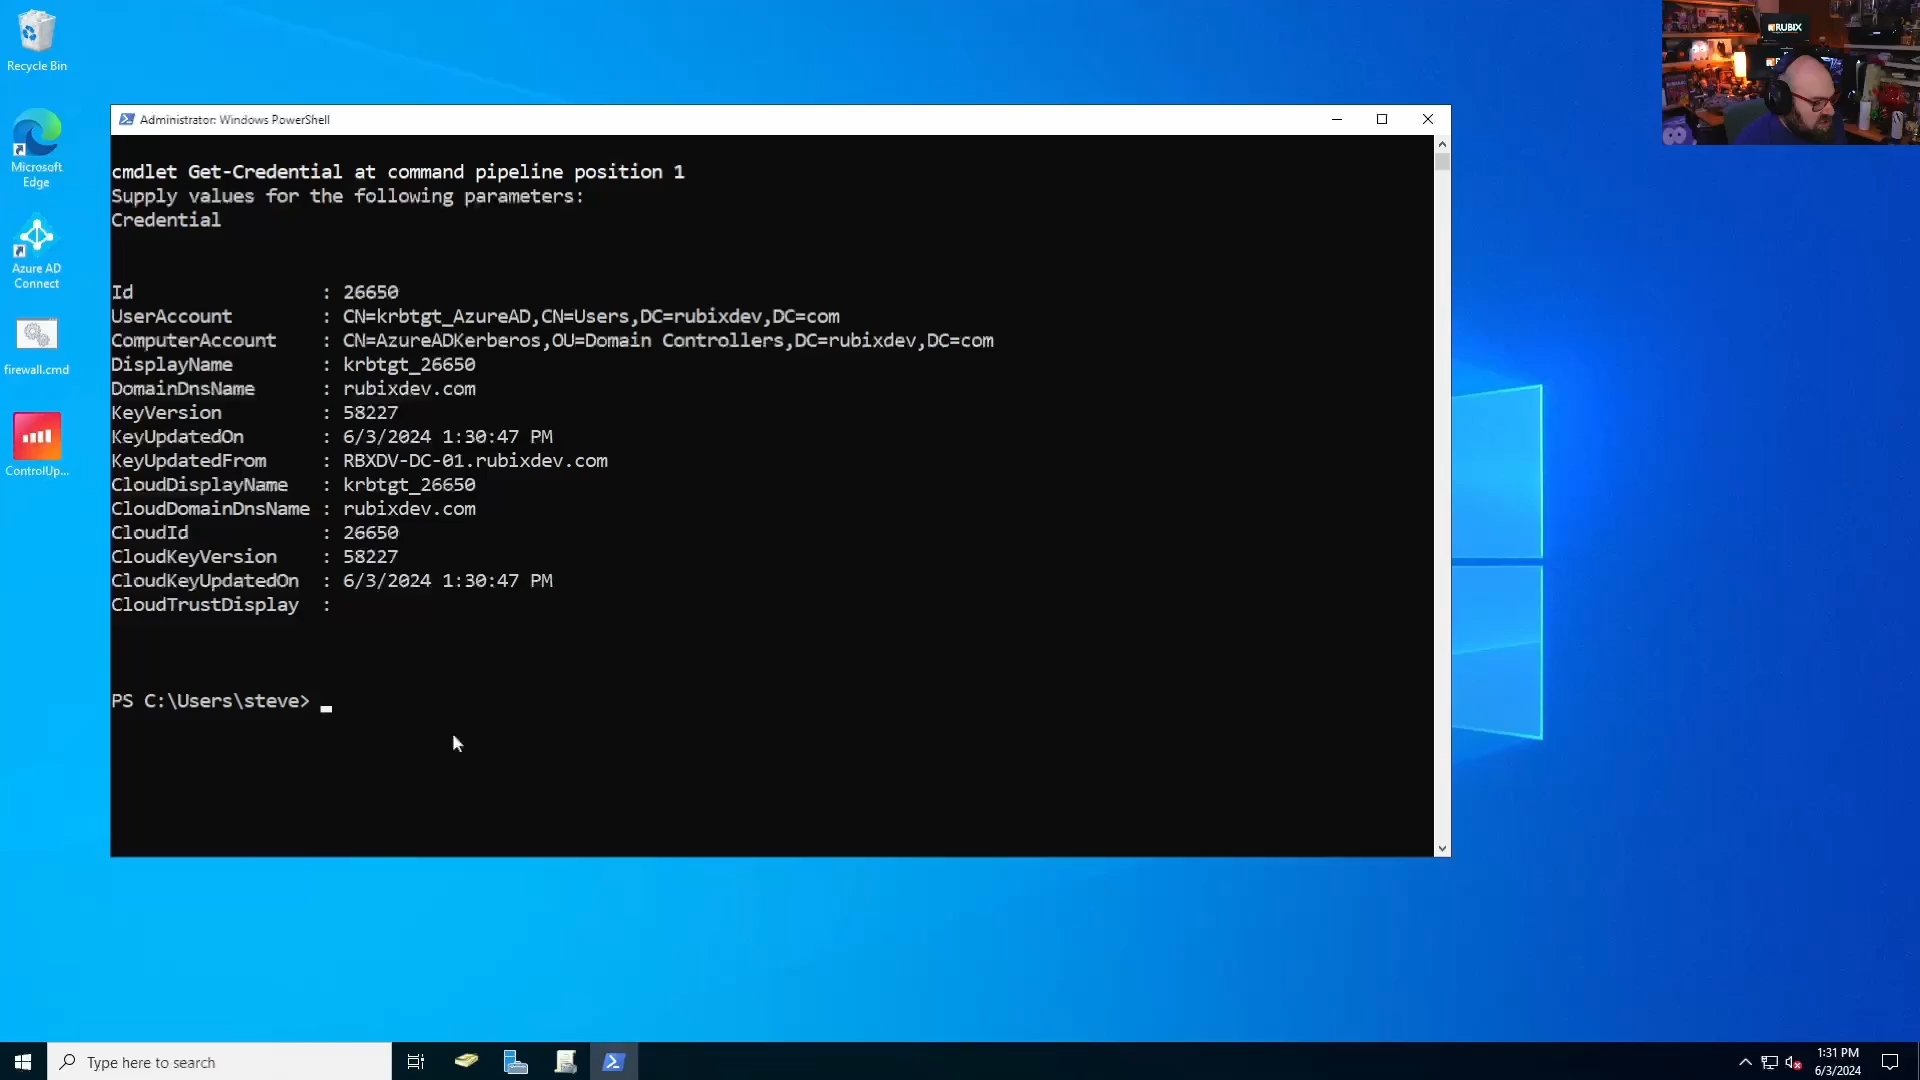 Recycle Bin
Microsoft
Edge
Azure AD
Connect
firewall.cmd
ControlUp...
Administrator: Windows PowerShell
cmdlet Get-Credential at command pipeline position 1
Supply values for the following parameters:
Credential
Id : 26650
UserAccount : CN=krbtgt_AzureAD,CN=Users,DC=rubixdev,DC=com
ComputerAccount : CN=AzureADKerberos,OU=Domain Controllers,DC=rubixdev,DC=com
DisplayName : krbtgt_26650
DomainDnsName : rubixdev.com
KeyVersion : 58227
KeyUpdatedOn : 6/3/2024 1:30:47 PM
KeyUpdatedFrom : RBXDV-DC-01.rubixdev.com
CloudDisplayName : krbtgt_26650
CloudDomainDnsName : rubixdev.com
CloudId : 26650
CloudKeyVersion : 58227
CloudKeyUpdatedOn : 6/3/2024 1:30:47 PM
CloudTrustDisplay :
PS C:\Users\steve>
RUBIX
Type here to search
1:31 PM
6/3/2024